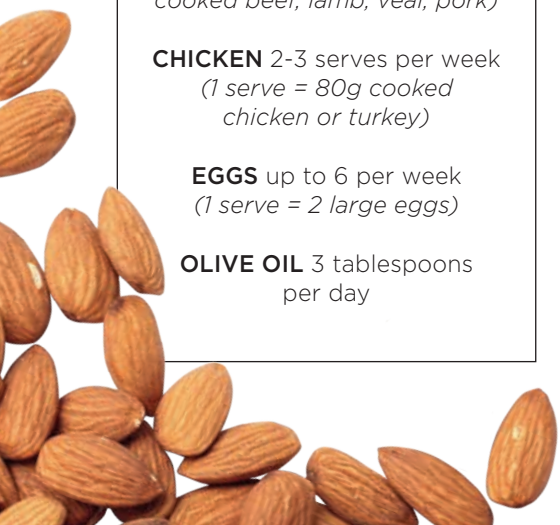 cooked beef, lamb, veal, pork)
CHICKEN 2-3 serves per week
(1 serve = 80g cooked
chicken or turkey)
EGGS up to 6 per week
(1 serve = 2 large eggs)
OLIVE OIL 3 tablespoons
per day